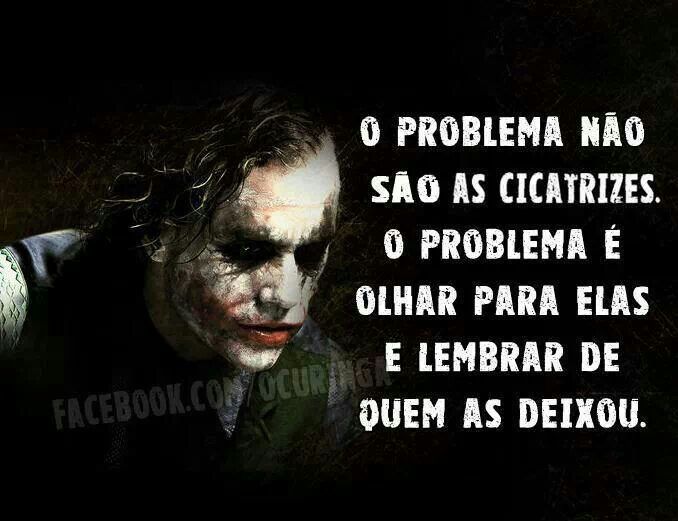 O PROBLEMA NÃO
SÃO AS CICATRIZES.
O PROBLEMA É
OLHAR PARA ELAS
E LEMBRAR DE
QUEM AS DEIXOU.
FACEBOOK.COM/OCURINGA